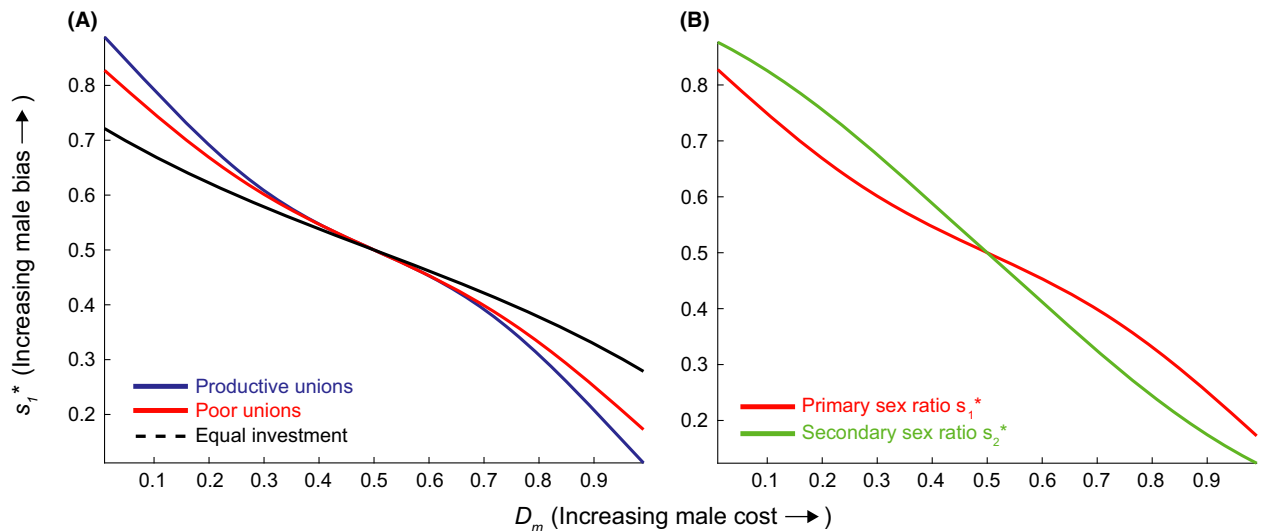 (A)
(B)
s₁* (Increasing male bias ⟶ )
0.8
0.7
0.6
0.5
0.4
0.3
0.2
Productive unions
Poor unions
Equal investment
0.1 0.2 0.3 0.4 0.5 0.6 0.7 0.8 0.9
0.8
0.7
0.6
0.5
0.4
0.3
0.2
Primary sex ratio s₁*
Secondary sex ratio s₂*
0.1 0.2 0.3 0.4 0.5 0.6 0.7 0.8 0.9
Dₘ (Increasing male cost ⟶ )